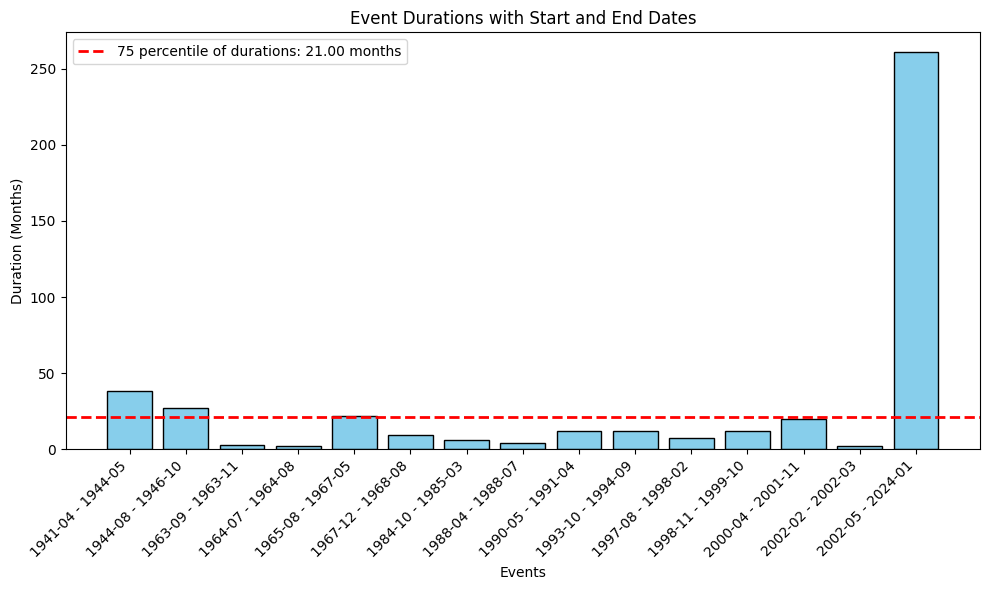 Event Durations with Start and End Dates
75 percentile of durations: 21.00 months
Duration (Months)
250
200
150
100
50
0
1941-04 - 1944-05
1944-08 - 1946-10
1963-09 - 1963-11
1964-07 - 1964-08
1965-08 - 1967-05
1967-12 - 1968-08
1984-10 - 1985-03
1988-04 - 1988-07
1990-05 - 1991-04
1993-10 - 1994-09
1997-08 - 1998-02
1998-11 - 1999-10
2000-04 - 2001-11
2002-02 - 2002-03
2002-05 - 2024-01
Events